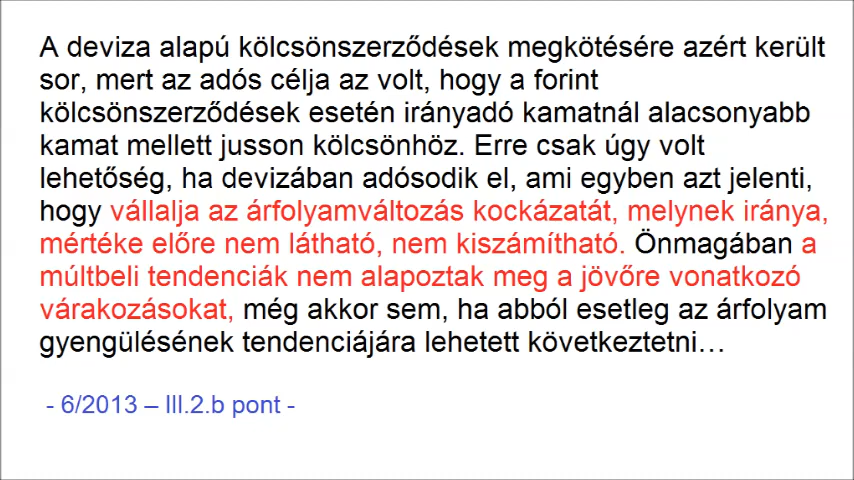 A deviza alapú kölcsönszerződések megkötésére azért került
sor, mert az adós célja az volt, hogy a forint
kölcsönszerződések esetén irányadó kamatnál alacsonyabb
kamat mellett jusson kölcsönhöz. Erre csak úgy volt
lehetőség, ha devizában adósodik el, ami egyben azt jelenti,
hogy vállalja az árfolyamváltozás kockázatát, melynek iránya,
mértéke előre nem látható, nem kiszámítható. Önmagában a
múltbeli tendenciák nem alapoztak meg a jövőre vonatkozó
várakozásokat, még akkor sem, ha abból esetleg az árfolyam
gyengülésének tendenciájára lehetett következtetni…
- 6/2013 – III.2.b pont -